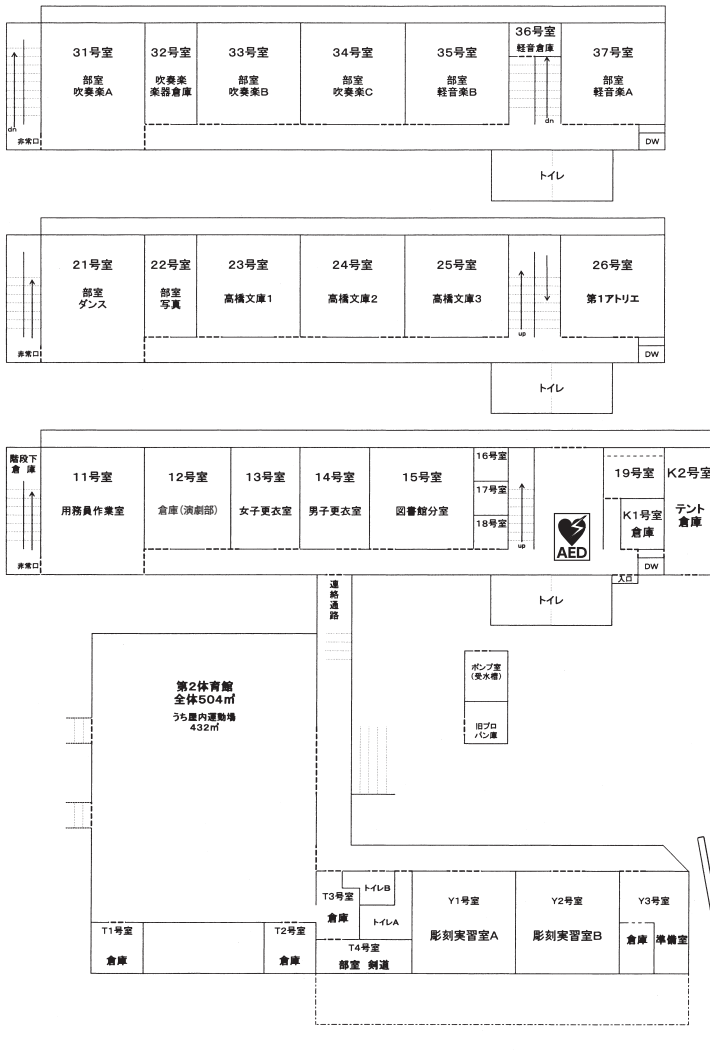 31号室
部室
吹奏楽A
32号室
吹奏楽
楽器倉庫
33号室
部室
吹奏楽B
34号室
部室
吹奏楽C
35号室
部室
軽音楽B
36号室
軽音倉庫
37号室
部室
軽音楽A
dn
dn
非常口
DW
トイレ
21号室
部室
ダンス
22号室
部室
写真
23号室
高橋文庫1
24号室
高橋文庫2
25号室
高橋文庫3
26号室
第1アトリエ
up
非常口
DW
トイレ
階段下
倉庫
11号室
用務員作業室
12号室
倉庫(演劇部)
13号室
女子更衣室
14号室
男子更衣室
15号室
図書館分室
16号室
17号室
18号室
up
AED
19号室
K1号室
倉庫
K2号室
テント
倉庫
非常口
DW
入口
トイレ
連絡通路
ポンプ室
(受水槽)
旧プロ
パン庫
第2体育館
全体504㎡
うち屋内運動場
432㎡
T1号室
倉庫
T2号室
倉庫
T3号室
倉庫
トイレB
トイレA
T4号室
部室 剣道
Y1号室
彫刻実習室A
Y2号室
彫刻実習室B
Y3号室
倉庫
準備室